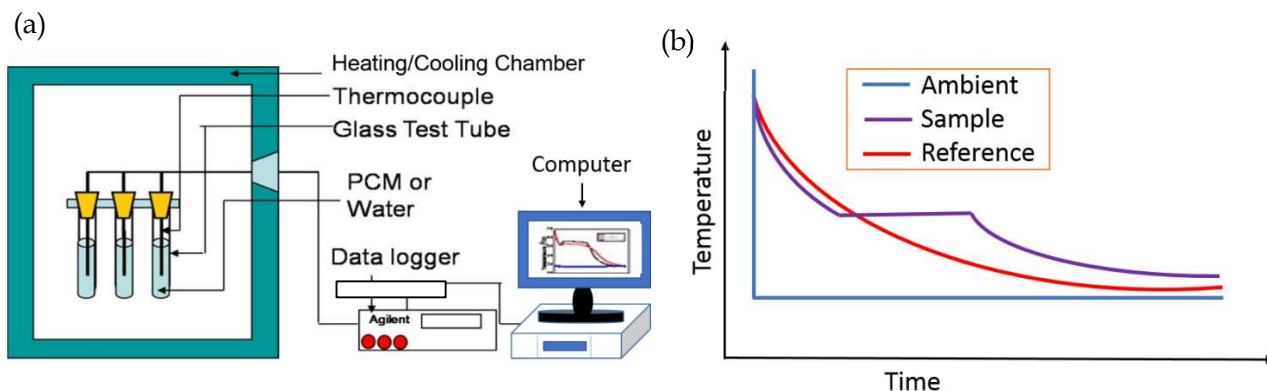 (a)
Heating/Cooling Chamber
Thermocouple
Glass Test Tube
PCM or
Water
Data logger
Agilent
Computer
(b)
Temperature
Ambient
Sample
Reference
Time